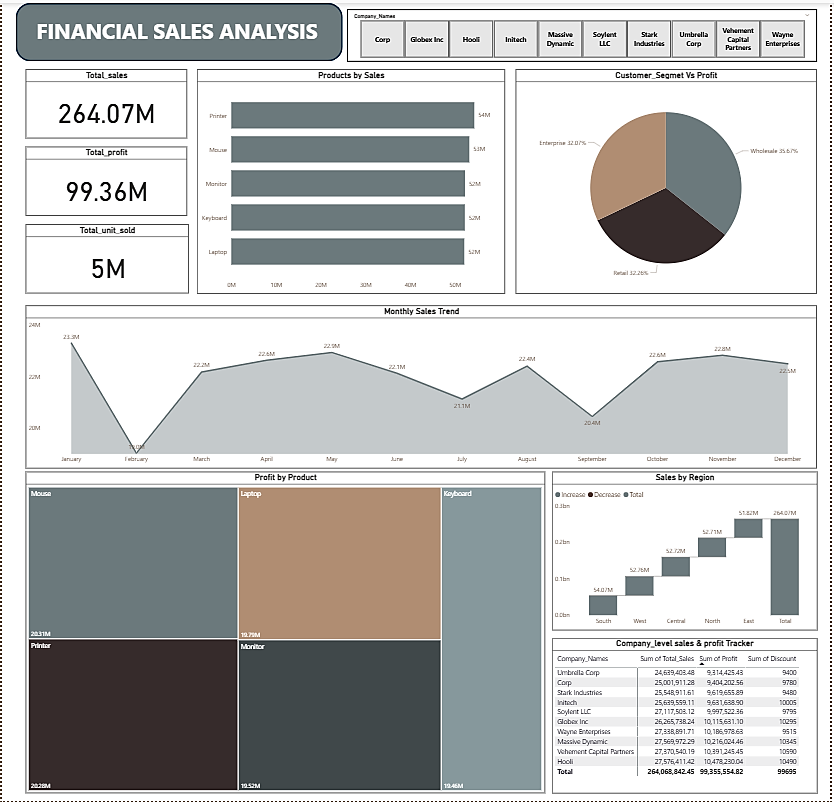 FINANCIAL SALES ANALYSIS
Company_Names
Corp
Globex Inc
Hooli
Initech
Massive
Dynamic
Soylent
LLC
Stark
Industries
Umbrella
Corp
Vehement
Capital
Partners
Wayne
Enterprises
Total_sales
264.07M
Total_profit
99.36M
Total_unit_sold
5M
Products by Sales
Printer 54M
Mouse 53M
Monitor 52M
Keyboard 52M
Laptop 52M
0M 10M 20M 30M 40M 50M
Customer_Segmet Vs Profit
Enterprise 32.07%
Wholesale 35.67%
Retail 32.26%
Monthly Sales Trend
24M
22M
20M
23.3M 22.2M 22.6M 22.9M 22.1M 21.1M 22.4M 20.4M 22.6M 22.8M 22.5M
January February March April May June July August September October November December
Profit by Product
Mouse
20.31M
Laptop
19.79M
Keyboard
19.46M
Printer
20.28M
Monitor
19.52M
Sales by Region
Increase Decrease Total
0.3bn
0.2bn
0.1bn
0.0bn
54.07M 52.76M 52.72M 52.71M 51.82M 264.07M
South West Central North East Total
Company_level sales & profit Tracker
Company_Names Sum of Total_Sales Sum of Profit Sum of Discount
Umbrella Corp 24,639,403.48 9,314,425.43 9400
Corp 25,001,911.28 9,404,202.56 9780
Stark Industries 25,548,911.61 9,619,655.89 9480
Initech 25,639,559.11 9,631,638.90 10005
Soylent LLC 27,117,503.12 9,997,522.36 9795
Globex Inc 26,265,738.24 10,115,631.10 10295
Wayne Enterprises 27,338,891.71 10,186,978.63 9515
Massive Dynamic 27,569,972.29 10,216,024.46 10345
Vehement Capital Partners 27,370,540.19 10,391,245.45 10590
Hooli 27,576,411.42 10,478,230.04 10490
Total 264,068,842.45 99,355,554.82 99695